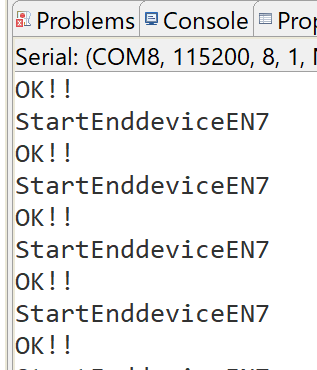 Problems Console
Serial: (COM8, 115200, 8, 1,
OK!!
StartEnddeviceEN7
OK!!
StartEnddeviceEN7
OK!!
StartEnddeviceEN7
OK!!
StartEnddeviceEN7
OK!!